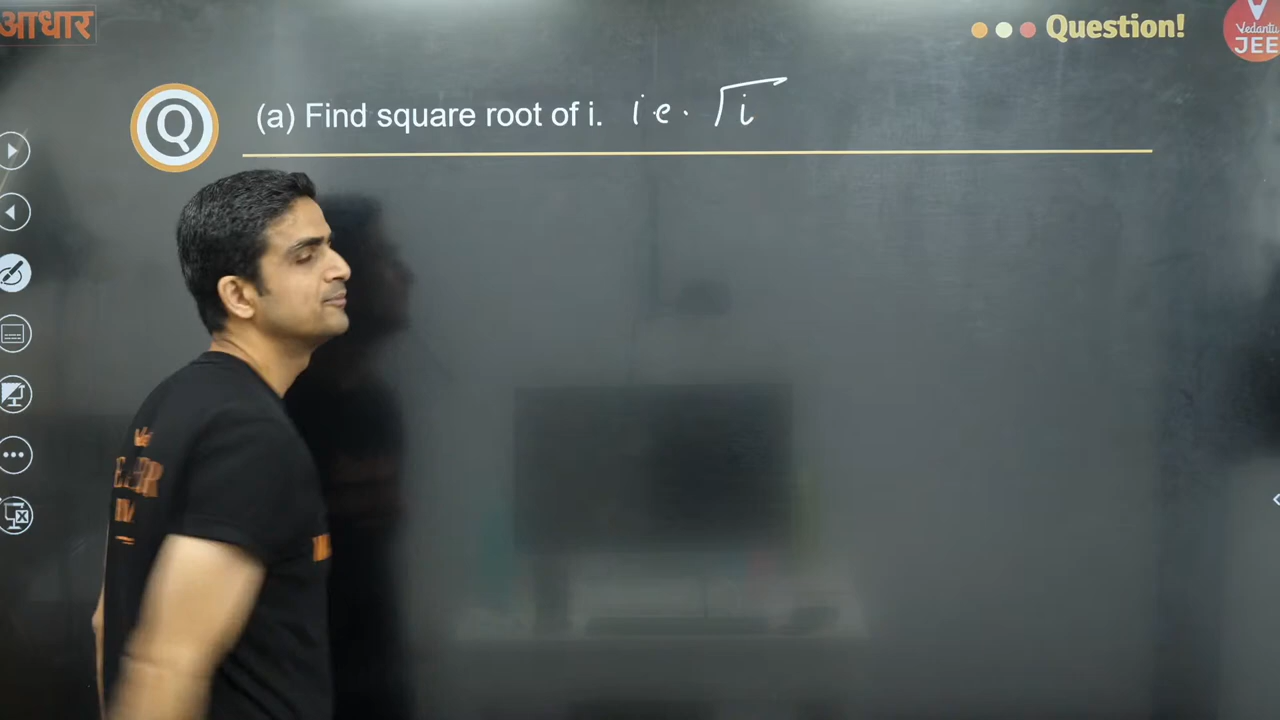 आधार
Question!
Vedantu
JEE
Q
(a) Find square root of i. i.e. √i